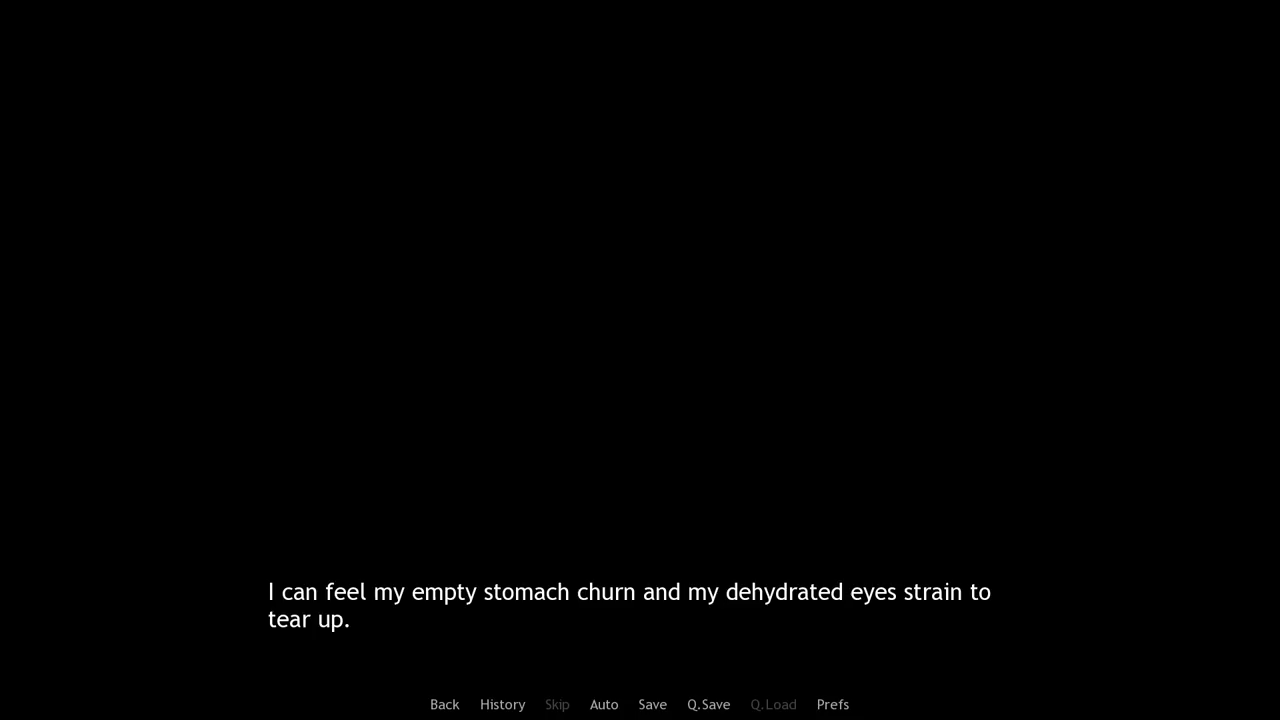 I can feel my empty stomach churn and my dehydrated eyes strain to
tear up.
Back History Skip Auto Save Q.Save Q.Load Prefs